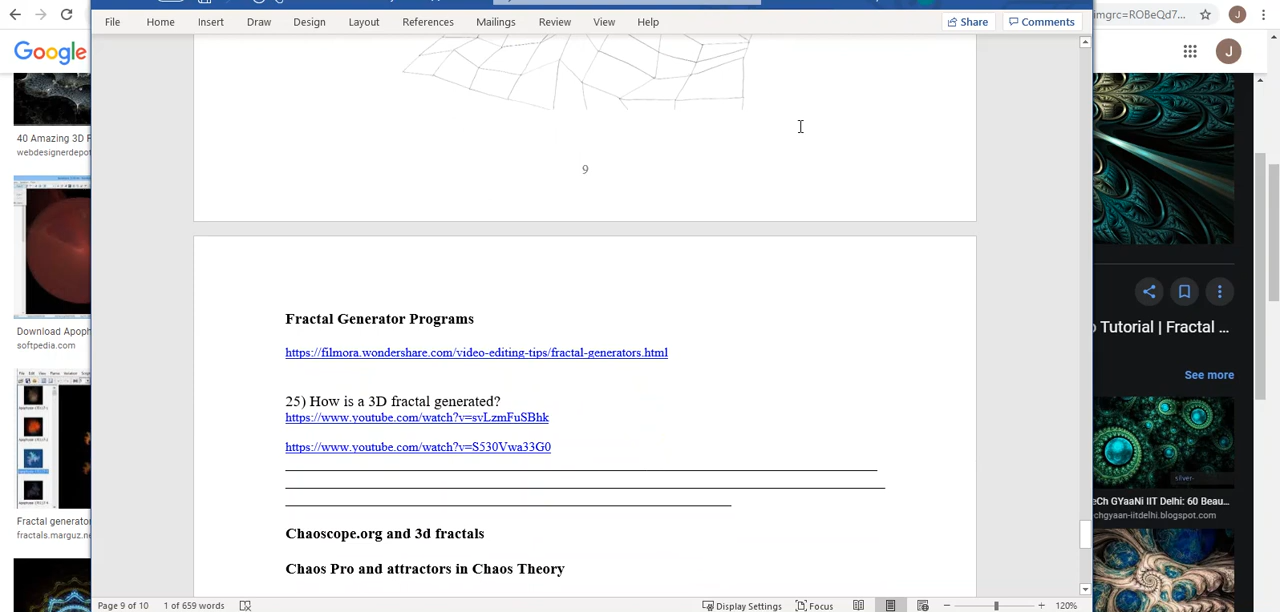 imgrc=ROBeQd7...
J
File Home Insert Draw Design Layout References Mailings Review View Help Share Comments
Google
J
40 Amazing 3D F
webdesignerdepot
9
Fractal Generator Programs
https://filmora.wondershare.com/video-editing-tips/fractal-generators.html
Tutorial | Fractal ...
Download Apoph
softpedia.com
See more
25) How is a 3D fractal generated?
https://www.youtube.com/watch?v=svLzmFuSBhk
https://www.youtube.com/watch?v=S530Vwa33G0
silver-
ech GYaaNi IIT Delhi: 60 Beau...
chgyaan-iitdelhi.blogspot.com
Fractal generator
fractals.marguz.ne
Chaoscope.org and 3d fractals
Chaos Pro and attractors in Chaos Theory
Page 9 of 10 1 of 659 words Display Settings Focus 120%